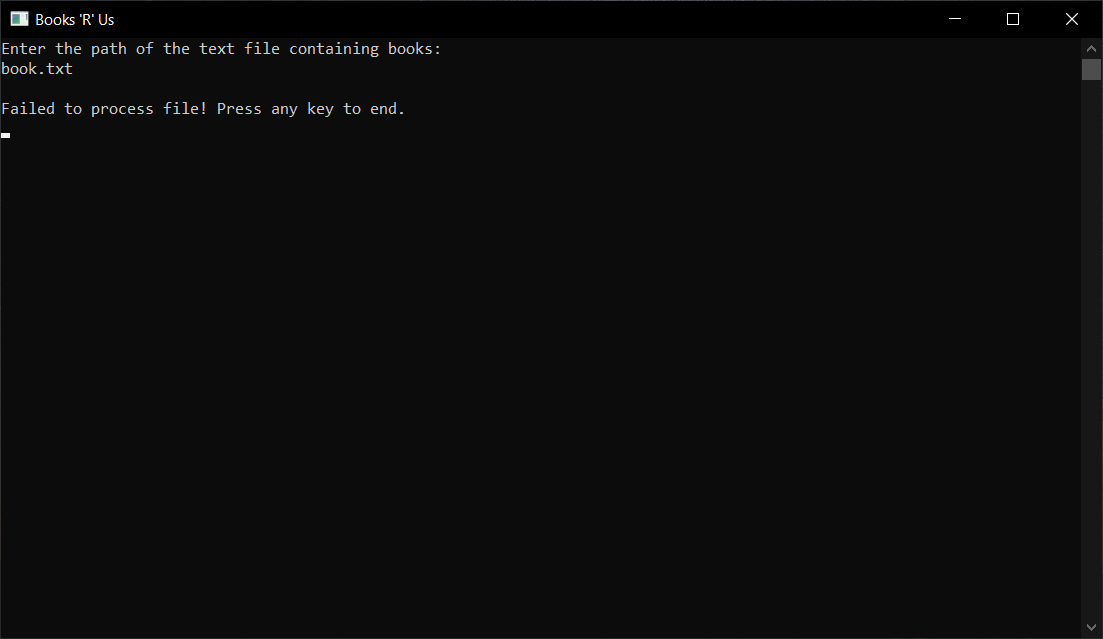 Books 'R' Us
Enter the path of the text file containing books:
book.txt
Failed to process file! Press any key to end.